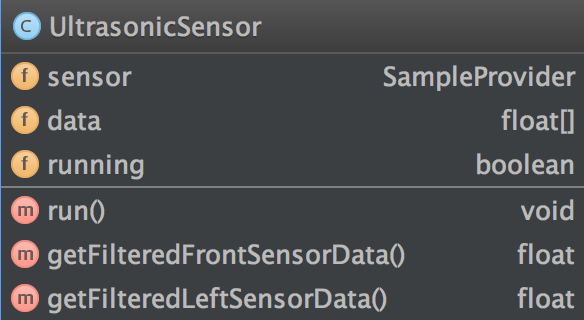 C UltrasonicSensor
f sensor SampleProvider
f data float[]
f running boolean
m run() void
m getFilteredFrontSensorData() float
m getFilteredLeftSensorData() float